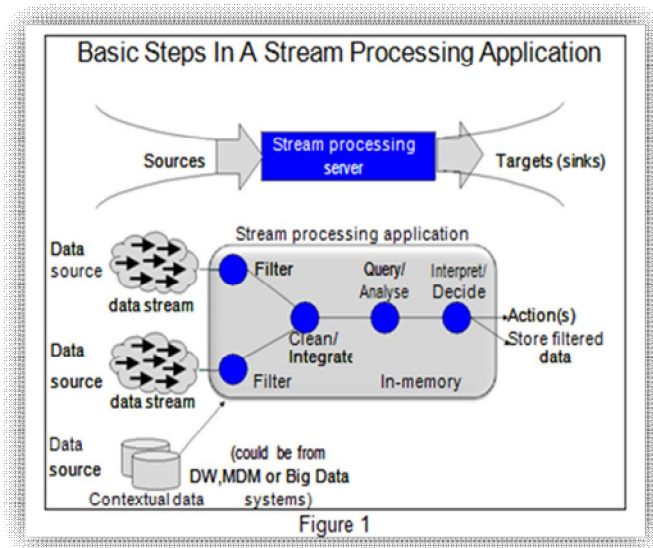 Basic Steps In A Stream Processing Application
Sources
Stream processing
server
Targets (sinks)
Stream processing application
Data
source
data stream
Filter
Query/
Analyse
Interpret/
Decide
Clean/
Integrate
Action(s)
Store filtered
data
Data
source
data stream
Filter
In-memory
Data
source
Contextual data
(could be from
DW,MDM or Big Data
systems)
Figure 1